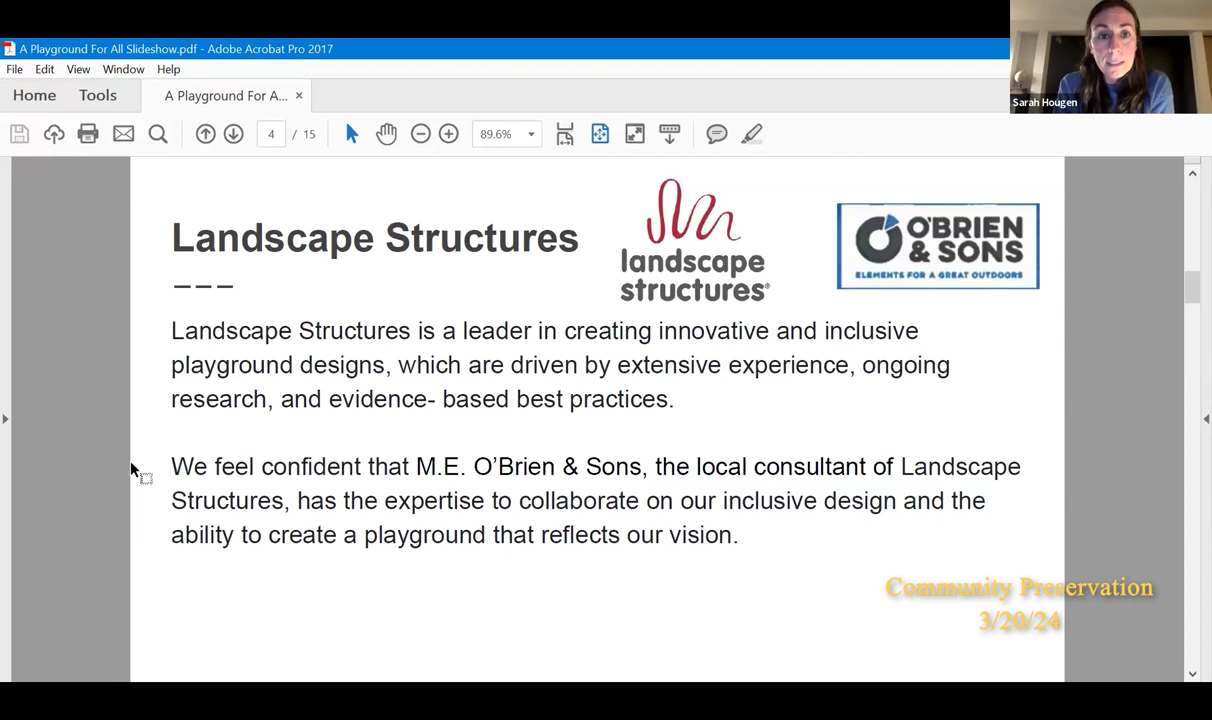 A Playground For All Slideshow.pdf - Adobe Acrobat Pro 2017
File Edit View Window Help
Home Tools A Playground For A... ×
4 / 15 89.6%
Sarah Hougen
Landscape Structures
landscape
structures®
O'BRIEN
& SONS
ELEMENTS FOR A GREAT OUTDOORS
Landscape Structures is a leader in creating innovative and inclusive
playground designs, which are driven by extensive experience, ongoing
research, and evidence- based best practices.
We feel confident that M.E. O’Brien & Sons, the local consultant of Landscape
Structures, has the expertise to collaborate on our inclusive design and the
ability to create a playground that reflects our vision.
Community Preservation
3/20/24